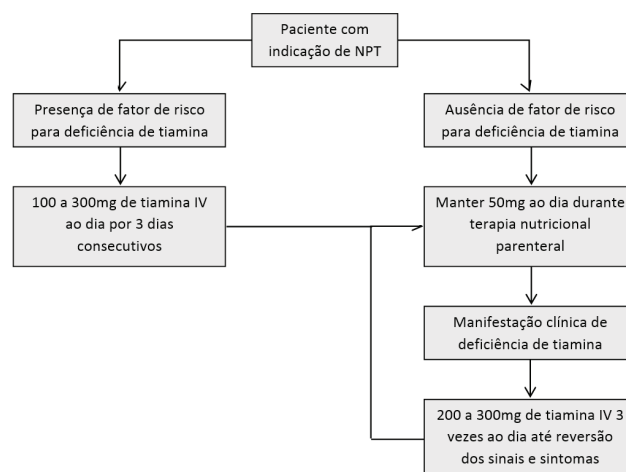 Paciente com
indicação de NPT
Presença de fator de risco
para deficiência de tiamina
Ausência de fator de risco
para deficiência de tiamina
100 a 300mg de tiamina IV
ao dia por 3 dias
consecutivos
Manter 50mg ao dia durante
terapia nutricional
parenteral
Manifestação clínica de
deficiência de tiamina
200 a 300mg de tiamina IV 3
vezes ao dia até reversão
dos sinais e sintomas